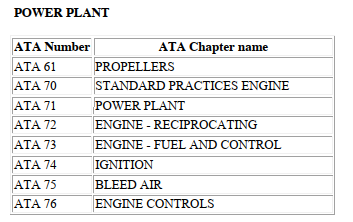 POWER PLANT
ATA Number ATA Chapter name
ATA 61 PROPELLERS
ATA 70 STANDARD PRACTICES ENGINE
ATA 71 POWER PLANT
ATA 72 ENGINE - RECIPROCATING
ATA 73 ENGINE - FUEL AND CONTROL
ATA 74 IGNITION
ATA 75 BLEED AIR
ATA 76 ENGINE CONTROLS